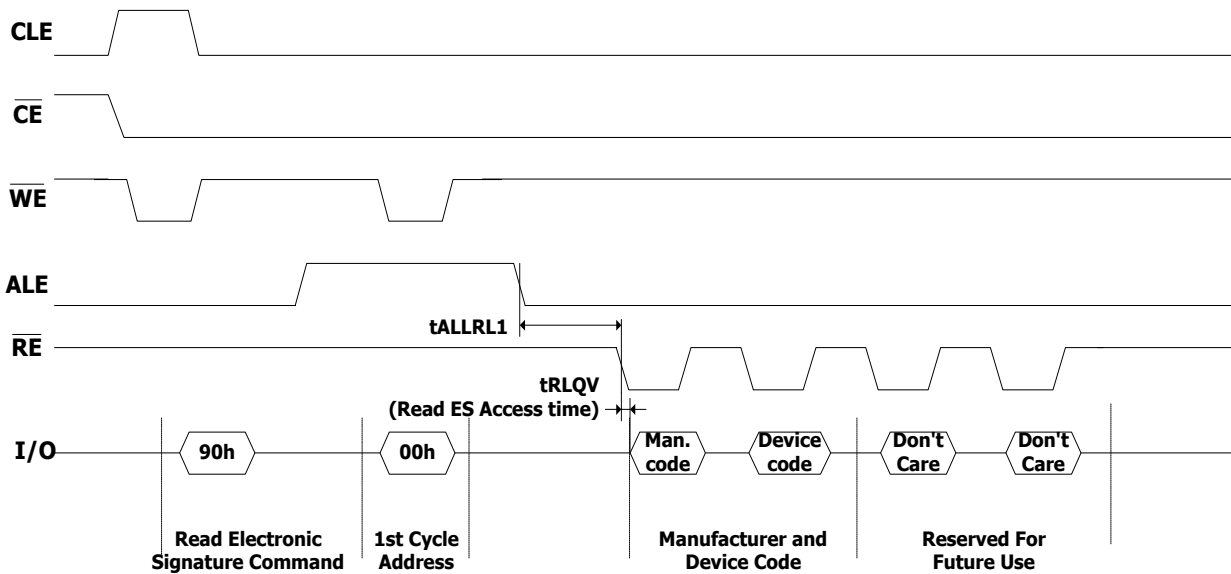 CLE
CE
WE
ALE
tALLRL1
RE
tRLQV
(Read ES Access time)
I/O
90h
00h
Man.
code
Device
code
Don't
Care
Don't
Care
Read Electronic
Signature Command
1st Cycle
Address
Manufacturer and
Device Code
Reserved For
Future Use